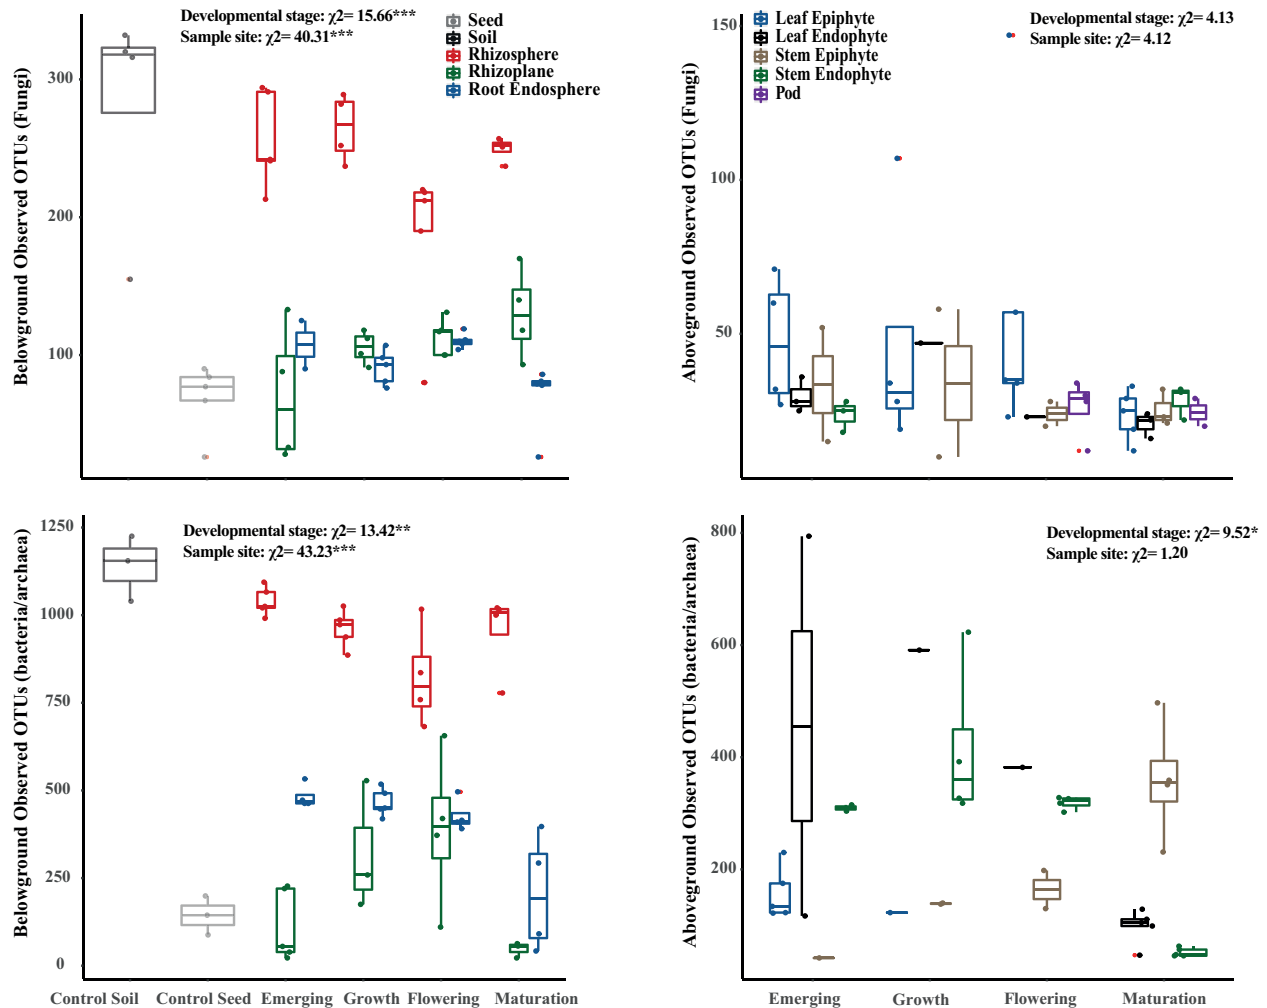 Developmental stage: χ2= 15.66***
Sample site: χ2= 40.31***
Seed
Soil
Rhizosphere
Rhizoplane
Root Endosphere
Belowground Observed OTUs (Fungi)
300
200
100
Leaf Epiphyte
Leaf Endophyte
Stem Epiphyte
Stem Endophyte
Pod
Developmental stage: χ2= 4.13
Sample site: χ2= 4.12
Aboveground Observed OTUs (Fungi)
150
100
50
Developmental stage: χ2= 13.42**
Sample site: χ2= 43.23***
Belowground Observed OTUs (bacteria/archaea)
1250
1000
750
500
250
0
Control Soil Control Seed Emerging Growth Flowering Maturation
Developmental stage: χ2= 9.52*
Sample site: χ2= 1.20
Aboveground Observed OTUs (bacteria/archaea)
800
600
400
200
Emerging Growth Flowering Maturation